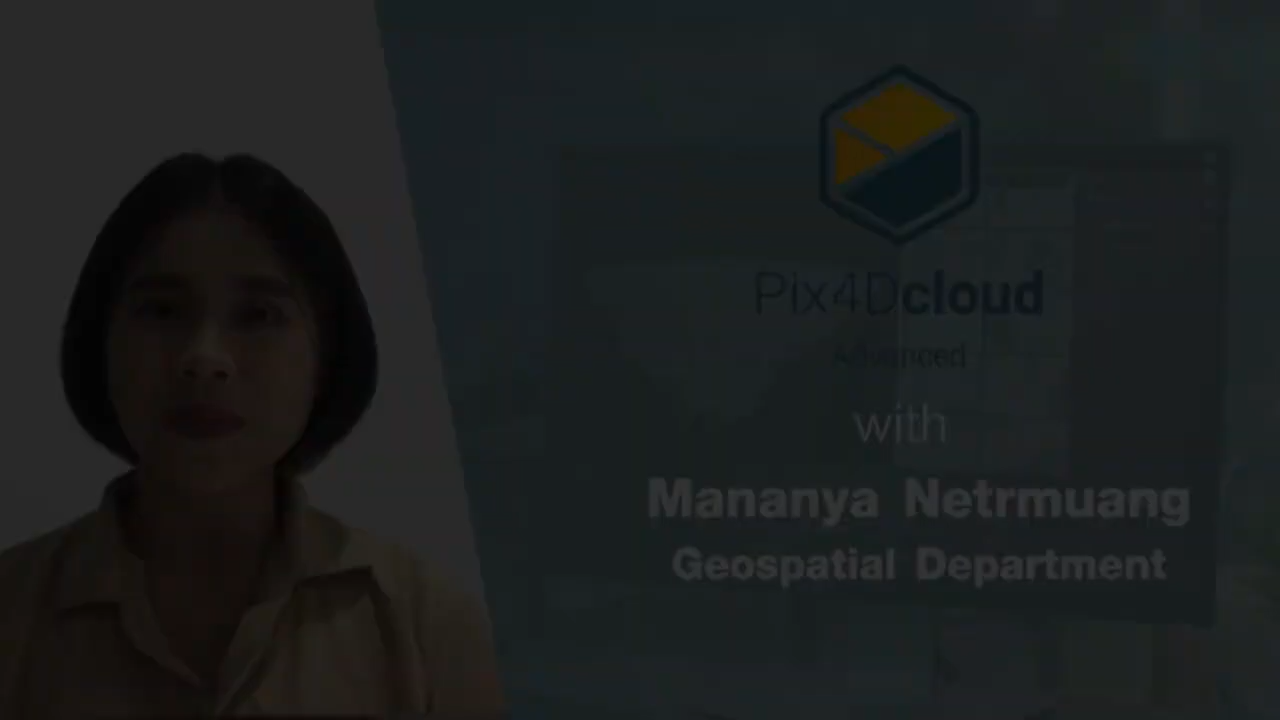 Pix4Dcloud
Advanced
with
Mananya Netrmuang
Geospatial Department